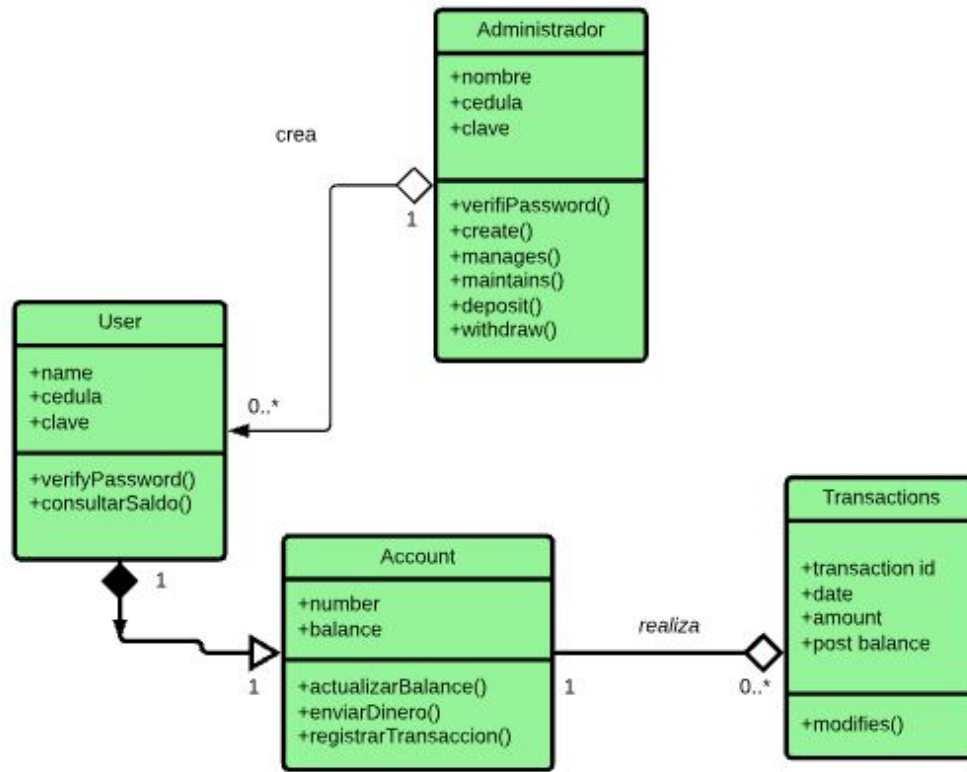 Administrador
+nombre
+cedula
+clave
+verifiPassword()
+create()
+manages()
+maintains()
+deposit()
+withdraw()
crea
1
0..*
User
+name
+cedula
+clave
+verifyPassword()
+consultarSaldo()
1
1
Account
+number
+balance
+actualizarBalance()
+enviarDinero()
+registrarTransaccion()
realiza
1
0..*
Transactions
+transaction id
+date
+amount
+post balance
+modifies()